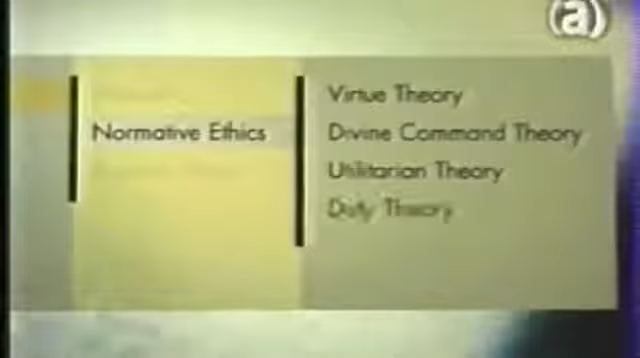 (a)
Normative Ethics
Virtue Theory
Divine Command Theory
Utilitarian Theory
Duty Theory